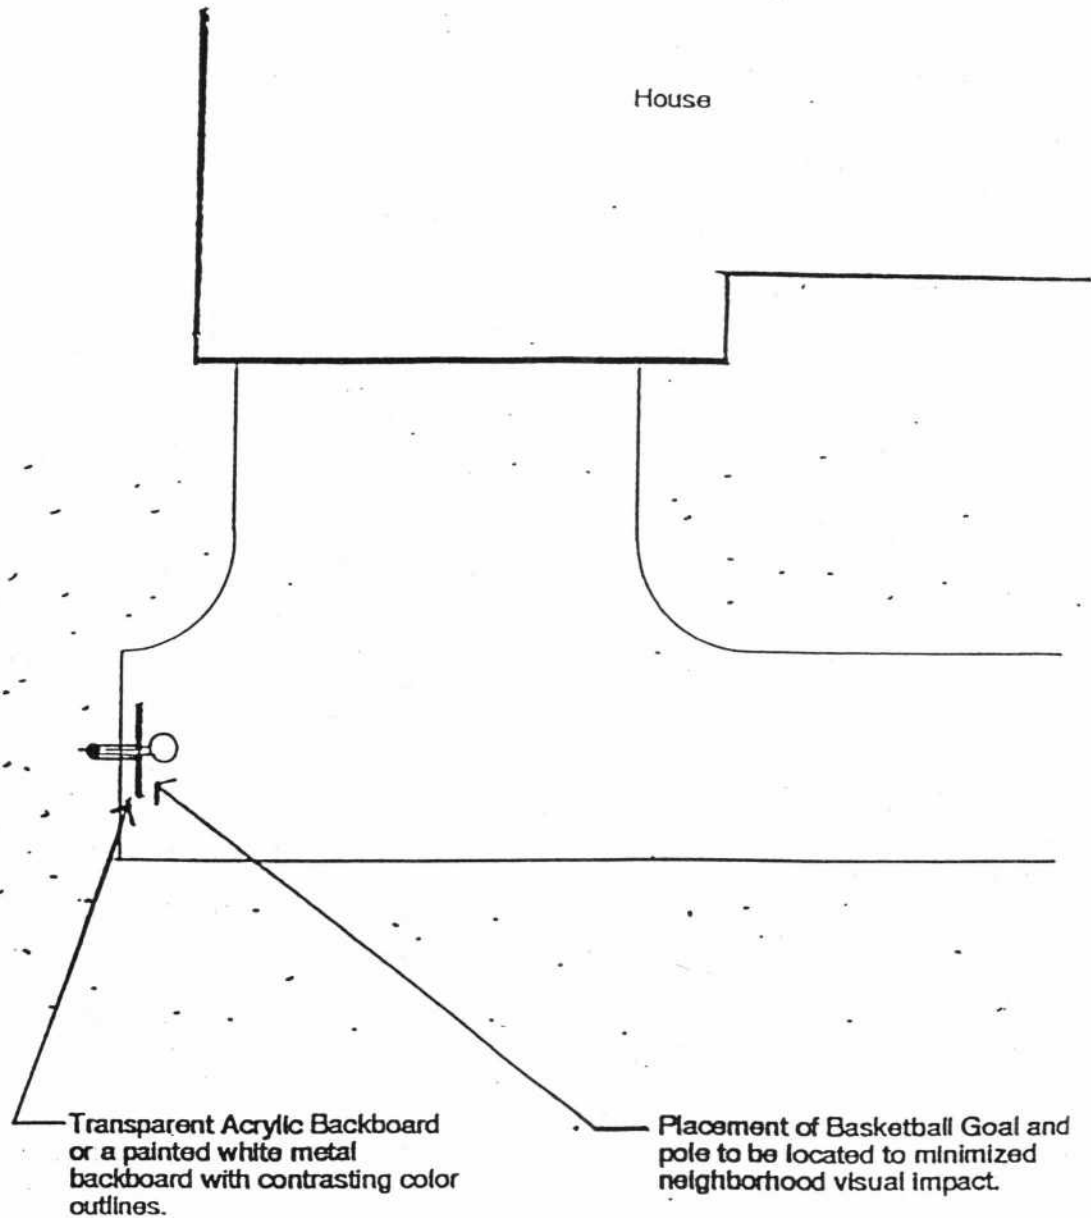 House
Transparent Acrylic Backboard
or a painted white metal
backboard with contrasting color
outlines.
Placement of Basketball Goal and
pole to be located to minimized
neighborhood visual impact.